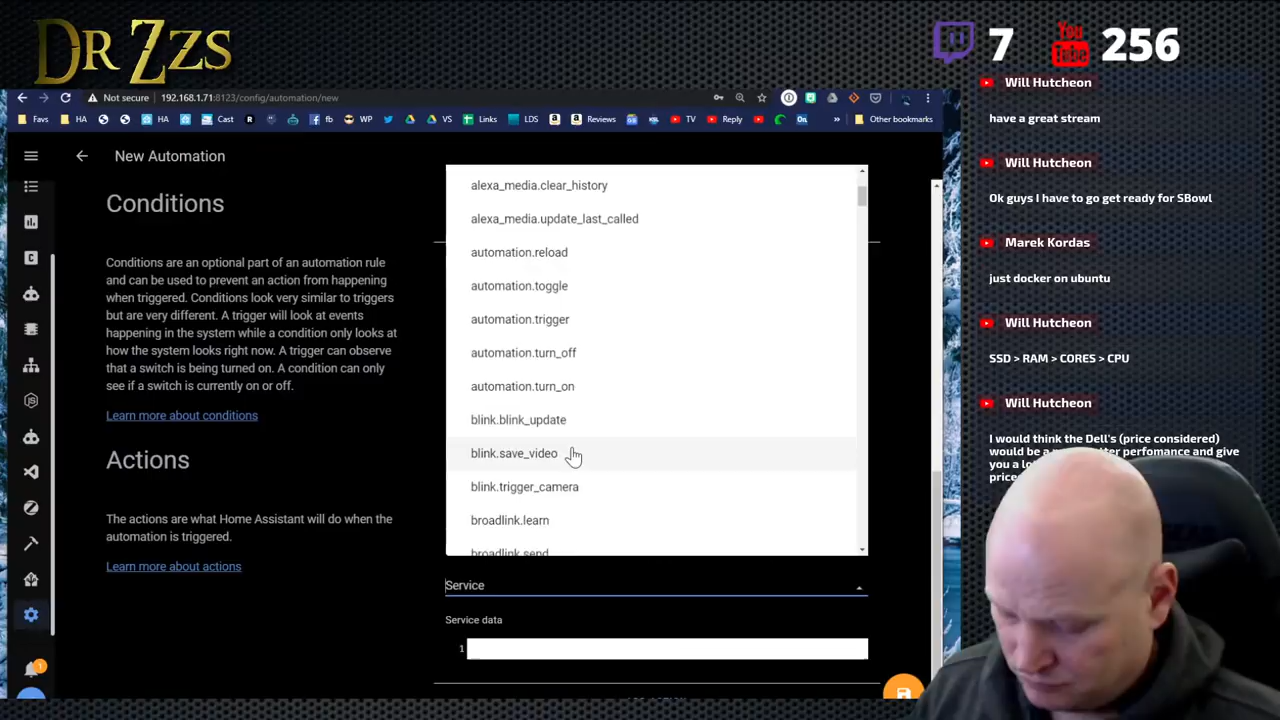 DR ZZS
7
256
Not secure
192.168.1.71:8123/config/automation/new
Favs
HA
HA
Cast
fb
WP
VS
Links
LDS
Reviews
TV
Reply
Other bookmarks
New Automation
Conditions
Conditions are an optional part of an automation rule
and can be used to prevent an action from happening
when triggered. Conditions look very similar to triggers
but are very different. A trigger will look at events
happening in the system while a condition only looks at
how the system looks right now. A trigger can observe
that a switch is being turned on. A condition can only
see if a switch is currently on or off.
Learn more about conditions
Actions
The actions are what Home Assistant will do when the
automation is triggered.
Learn more about actions
alexa_media.clear_history
alexa_media.update_last_called
automation.reload
automation.toggle
automation.trigger
automation.turn_off
automation.turn_on
blink.blink_update
blink.save_video
blink.trigger_camera
broadlink.learn
broadlink.send
Service
Service data
1
Will Hutcheon
have a great stream
Will Hutcheon
Ok guys I have to go get ready for SBowl
Marek Kordas
just docker on ubuntu
Will Hutcheon
SSD > RAM > CORES > CPU
Will Hutcheon
I would think the Dell's (price considered)
would be a perfomance and give
you a
price